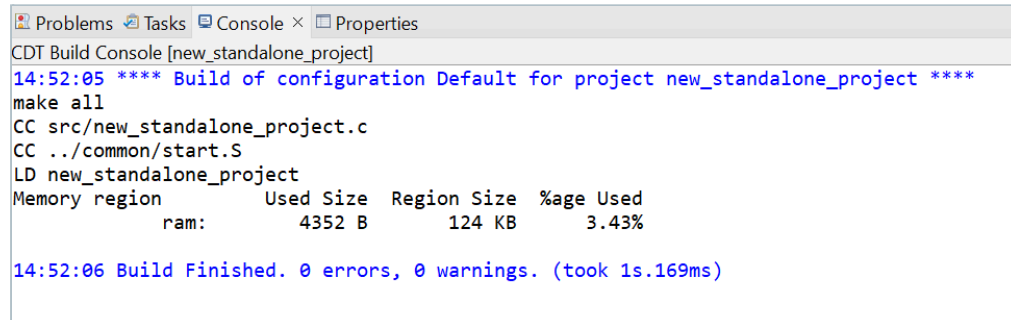 Problems Tasks Console × Properties
CDT Build Console [new_standalone_project]
14:52:05 **** Build of configuration Default for project new_standalone_project ****
make all
CC src/new_standalone_project.c
CC ../common/start.S
LD new_standalone_project
Memory region         Used Size  Region Size  %age Used
             ram:        4352 B       124 KB      3.43%
14:52:06 Build Finished. 0 errors, 0 warnings. (took 1s.169ms)